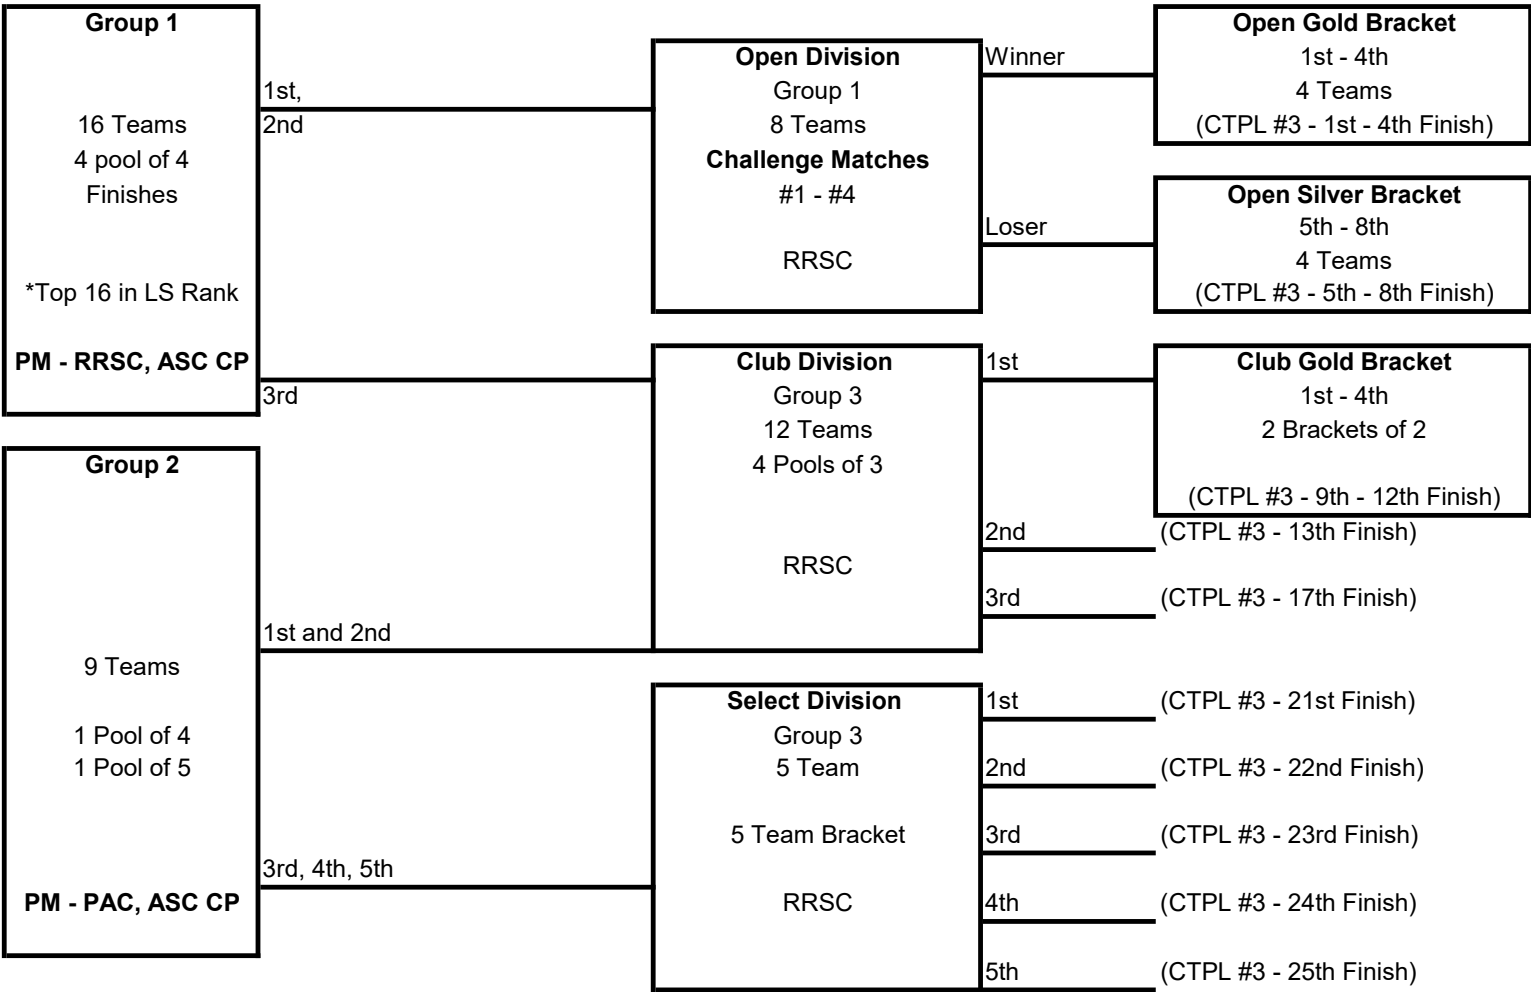 Group 1
16 Teams
4 pool of 4
Finishes
*Top 16 in LS Rank
PM - RRSC, ASC CP
1st,
2nd
3rd
Group 2
9 Teams
1 Pool of 4
1 Pool of 5
PM - PAC, ASC CP
1st and 2nd
3rd, 4th, 5th
Open Division
Group 1
8 Teams
Challenge Matches
#1 - #4
RRSC
Winner
Loser
Club Division
Group 3
12 Teams
4 Pools of 3
RRSC
1st
2nd
3rd
Select Division
Group 3
5 Team
5 Team Bracket
RRSC
1st
2nd
3rd
4th
5th
Open Gold Bracket
1st - 4th
4 Teams
(CTPL #3 - 1st - 4th Finish)
Open Silver Bracket
5th - 8th
4 Teams
(CTPL #3 - 5th - 8th Finish)
Club Gold Bracket
1st - 4th
2 Brackets of 2
(CTPL #3 - 9th - 12th Finish)
(CTPL #3 - 13th Finish)
(CTPL #3 - 17th Finish)
(CTPL #3 - 21st Finish)
(CTPL #3 - 22nd Finish)
(CTPL #3 - 23rd Finish)
(CTPL #3 - 24th Finish)
(CTPL #3 - 25th Finish)